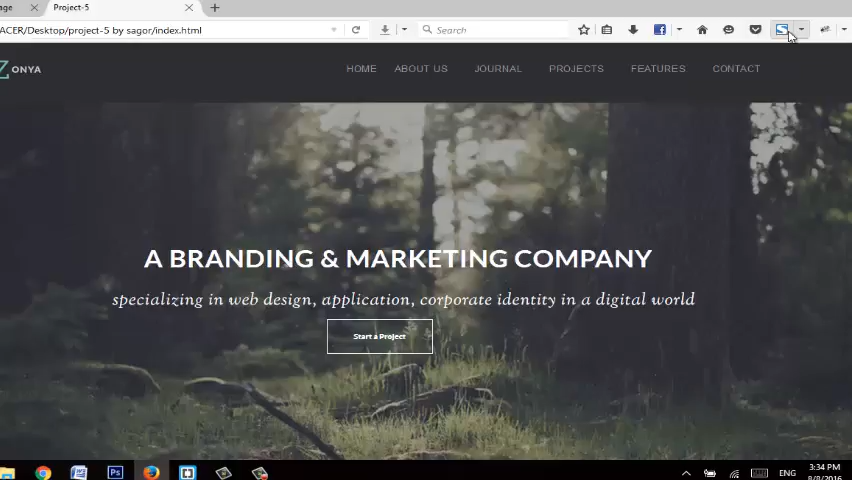 age
Project-5
ACER/Desktop/project-5 by sagor/index.html
Search
ZONYA
HOME ABOUT US JOURNAL PROJECTS FEATURES CONTACT
A BRANDING & MARKETING COMPANY
specializing in web design, application, corporate identity in a digital world
Start a Project
ENG
3:34 PM
8/8/2016